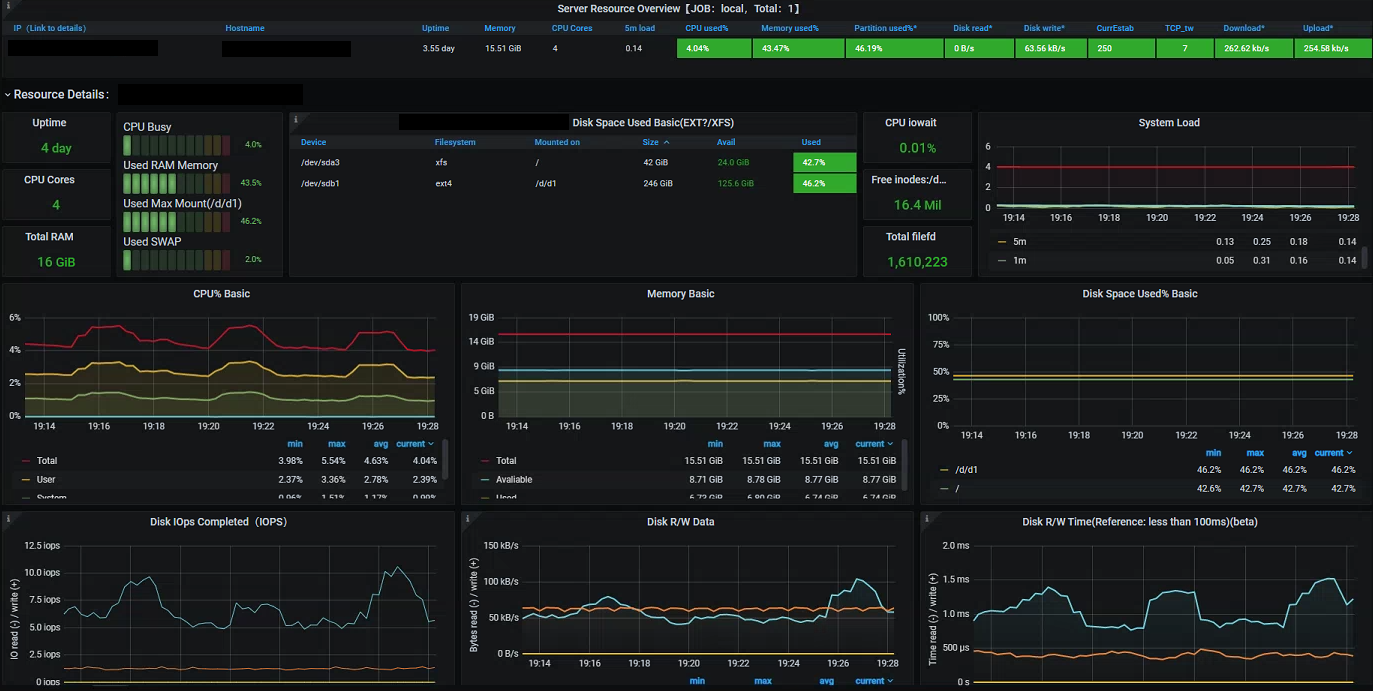 Server Resource Overview【JOB：local，Total：1】
IP（Link to details） Hostname Uptime Memory CPU Cores 5m load CPU used% Memory used% Partition used%* Disk read* Disk write* CurrEstab TCP_tw Download* Upload*
3.55 day 15.51 GiB 4 0.14 4.04% 43.47% 46.19% 0 B/s 63.56 kB/s 250 7 262.62 kb/s 254.58 kb/s
Resource Details：
Uptime
4 day
CPU Cores
4
Total RAM
16 GiB
CPU Busy
4.0%
Used RAM Memory
43.5%
Used Max Mount(/d/d1)
46.2%
Used SWAP
2.0%
Disk Space Used Basic(EXT?/XFS)
Device Filesystem Mounted on Size Avail Used
/dev/sda3 xfs / 42 GiB 24.0 GiB 42.7%
/dev/sdb1 ext4 /d/d1 246 GiB 125.6 GiB 46.2%
CPU iowait
0.01%
Free inodes:/d...
16.4 Mil
Total filefd
1,610,223
System Load
6
4
2
0
19:14 19:16 19:18 19:20 19:22 19:24 19:26 19:28
5m 0.13 0.25 0.18 0.14
1m 0.05 0.31 0.16 0.14
CPU% Basic
6%
4%
2%
0%
19:14 19:16 19:18 19:20 19:22 19:24 19:26 19:28
min max avg current
Total 3.98% 5.54% 4.63% 4.04%
User 2.37% 3.36% 2.78% 2.39%
System 0.96% 1.51% 1.17% 0.99%
Memory Basic
19 GiB
14 GiB
9 GiB
5 GiB
0 B
Utilization%
19:14 19:16 19:18 19:20 19:22 19:24 19:26 19:28
min max avg current
Total 15.51 GiB 15.51 GiB 15.51 GiB 15.51 GiB
Avaliable 8.71 GiB 8.78 GiB 8.77 GiB 8.77 GiB
Used 6.73 GiB 6.80 GiB 6.74 GiB 6.74 GiB
Disk Space Used% Basic
100%
75%
50%
25%
0%
19:14 19:16 19:18 19:20 19:22 19:24 19:26 19:28
min max avg current
/d/d1 46.2% 46.2% 46.2% 46.2%
/ 42.6% 42.7% 42.7% 42.7%
Disk IOps Completed（IOPS）
IO read (-) / write (+)
12.5 iops
10.0 iops
7.5 iops
5.0 iops
2.5 iops
0 iops
Disk R/W Data
Bytes read (-) / write (+)
150 kB/s
100 kB/s
50 kB/s
0 B/s
19:14 19:16 19:18 19:20 19:22 19:24 19:26 19:28
min max avg current
Disk R/W Time(Reference: less than 100ms)(beta)
Time read (-) / write (+)
2.0 ms
1.5 ms
1.0 ms
500 µs
0 s